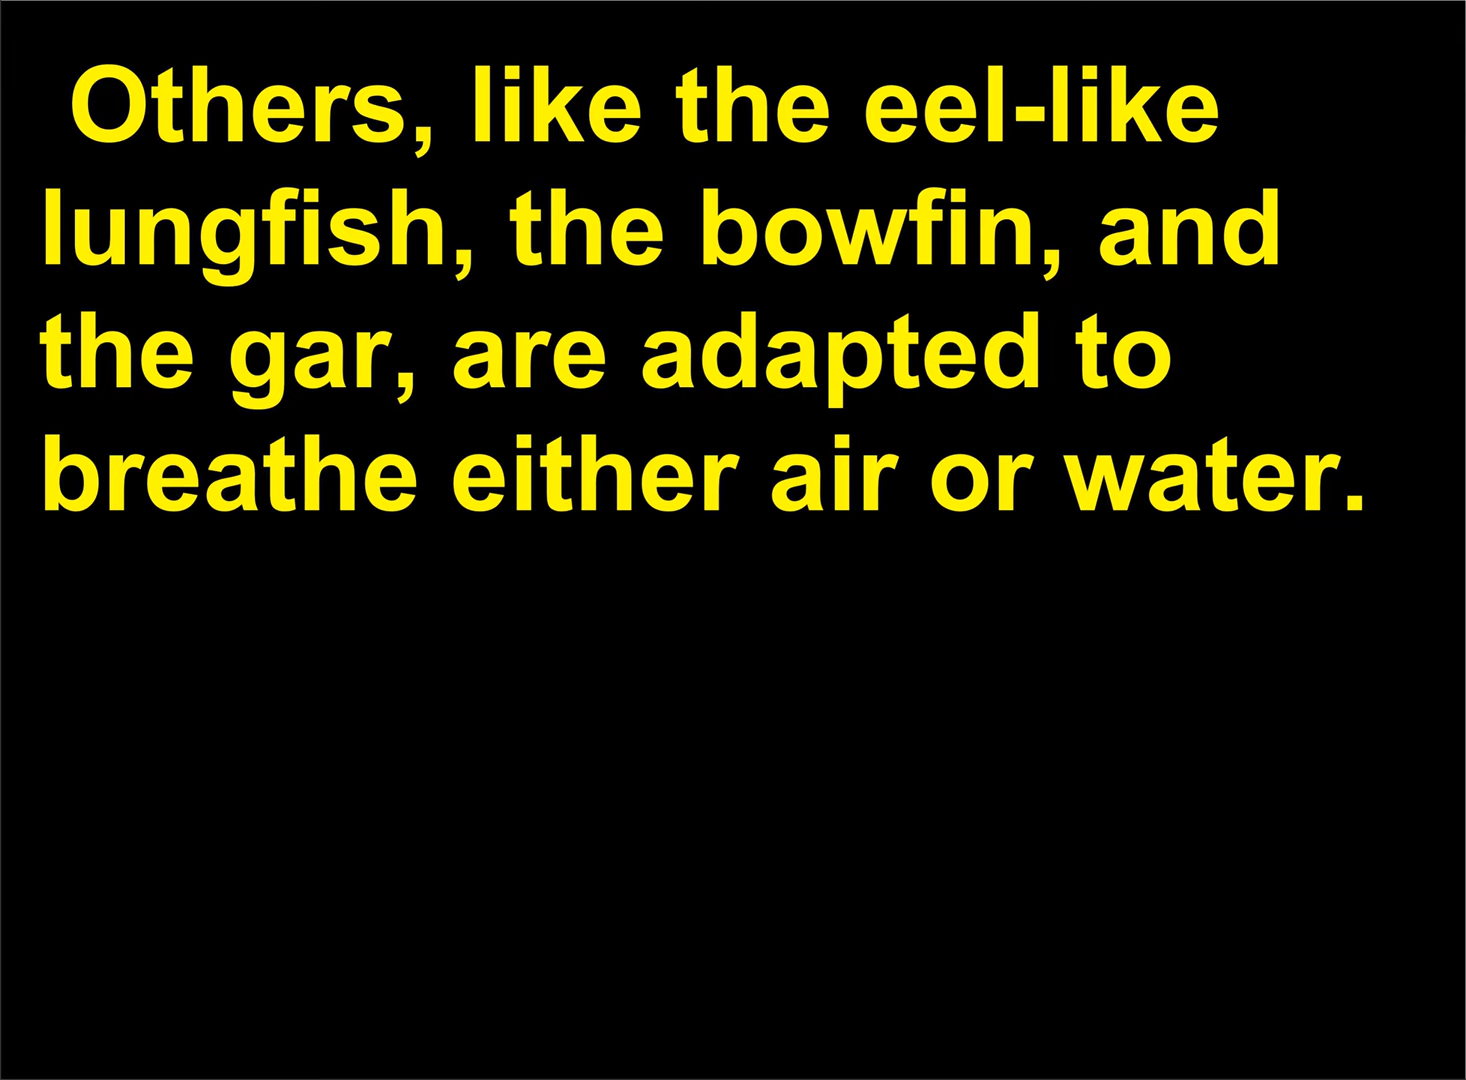 Others, like the eel-like
lungfish, the bowfin, and
the gar, are adapted to
breathe either air or water.